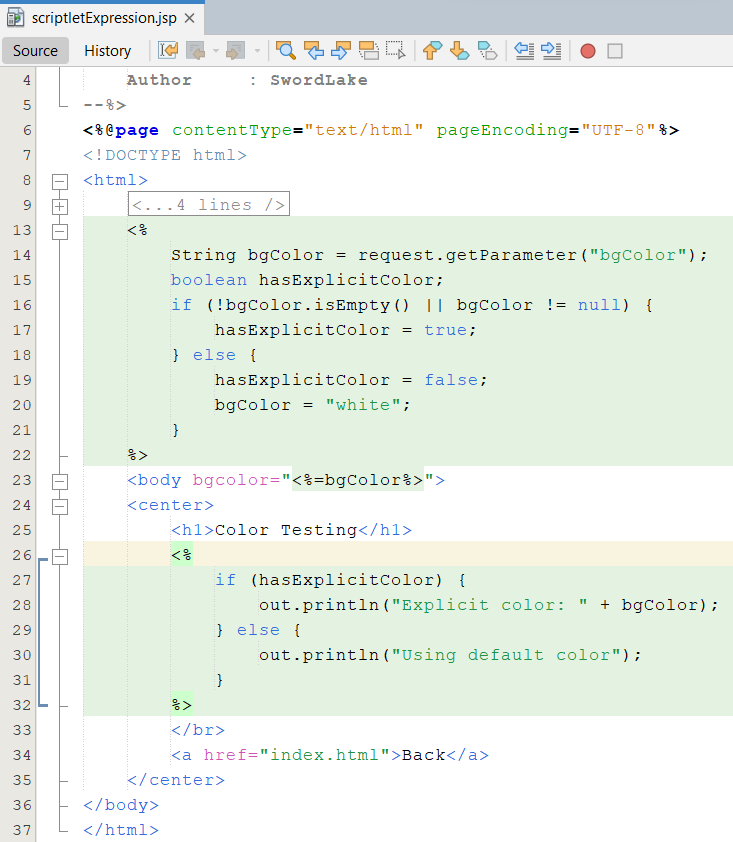 scriptletExpression.jsp
Source History
4 Author : SwordLake
5 --%>
6 <%@page contentType="text/html" pageEncoding="UTF-8"%>
7 <!DOCTYPE html>
8 <html>
9 <...4 lines />
13 <%
14 String bgColor = request.getParameter("bgColor");
15 boolean hasExplicitColor;
16 if (!bgColor.isEmpty() || bgColor != null) {
17 hasExplicitColor = true;
18 } else {
19 hasExplicitColor = false;
20 bgColor = "white";
21 }
22 %>
23 <body bgcolor="<%=bgColor%>">
24 <center>
25 <h1>Color Testing</h1>
26 <%
27 if (hasExplicitColor) {
28 out.println("Explicit color: " + bgColor);
29 } else {
30 out.println("Using default color");
31 }
32 %>
33 </br>
34 <a href="index.html">Back</a>
35 </center>
36 </body>
37 </html>